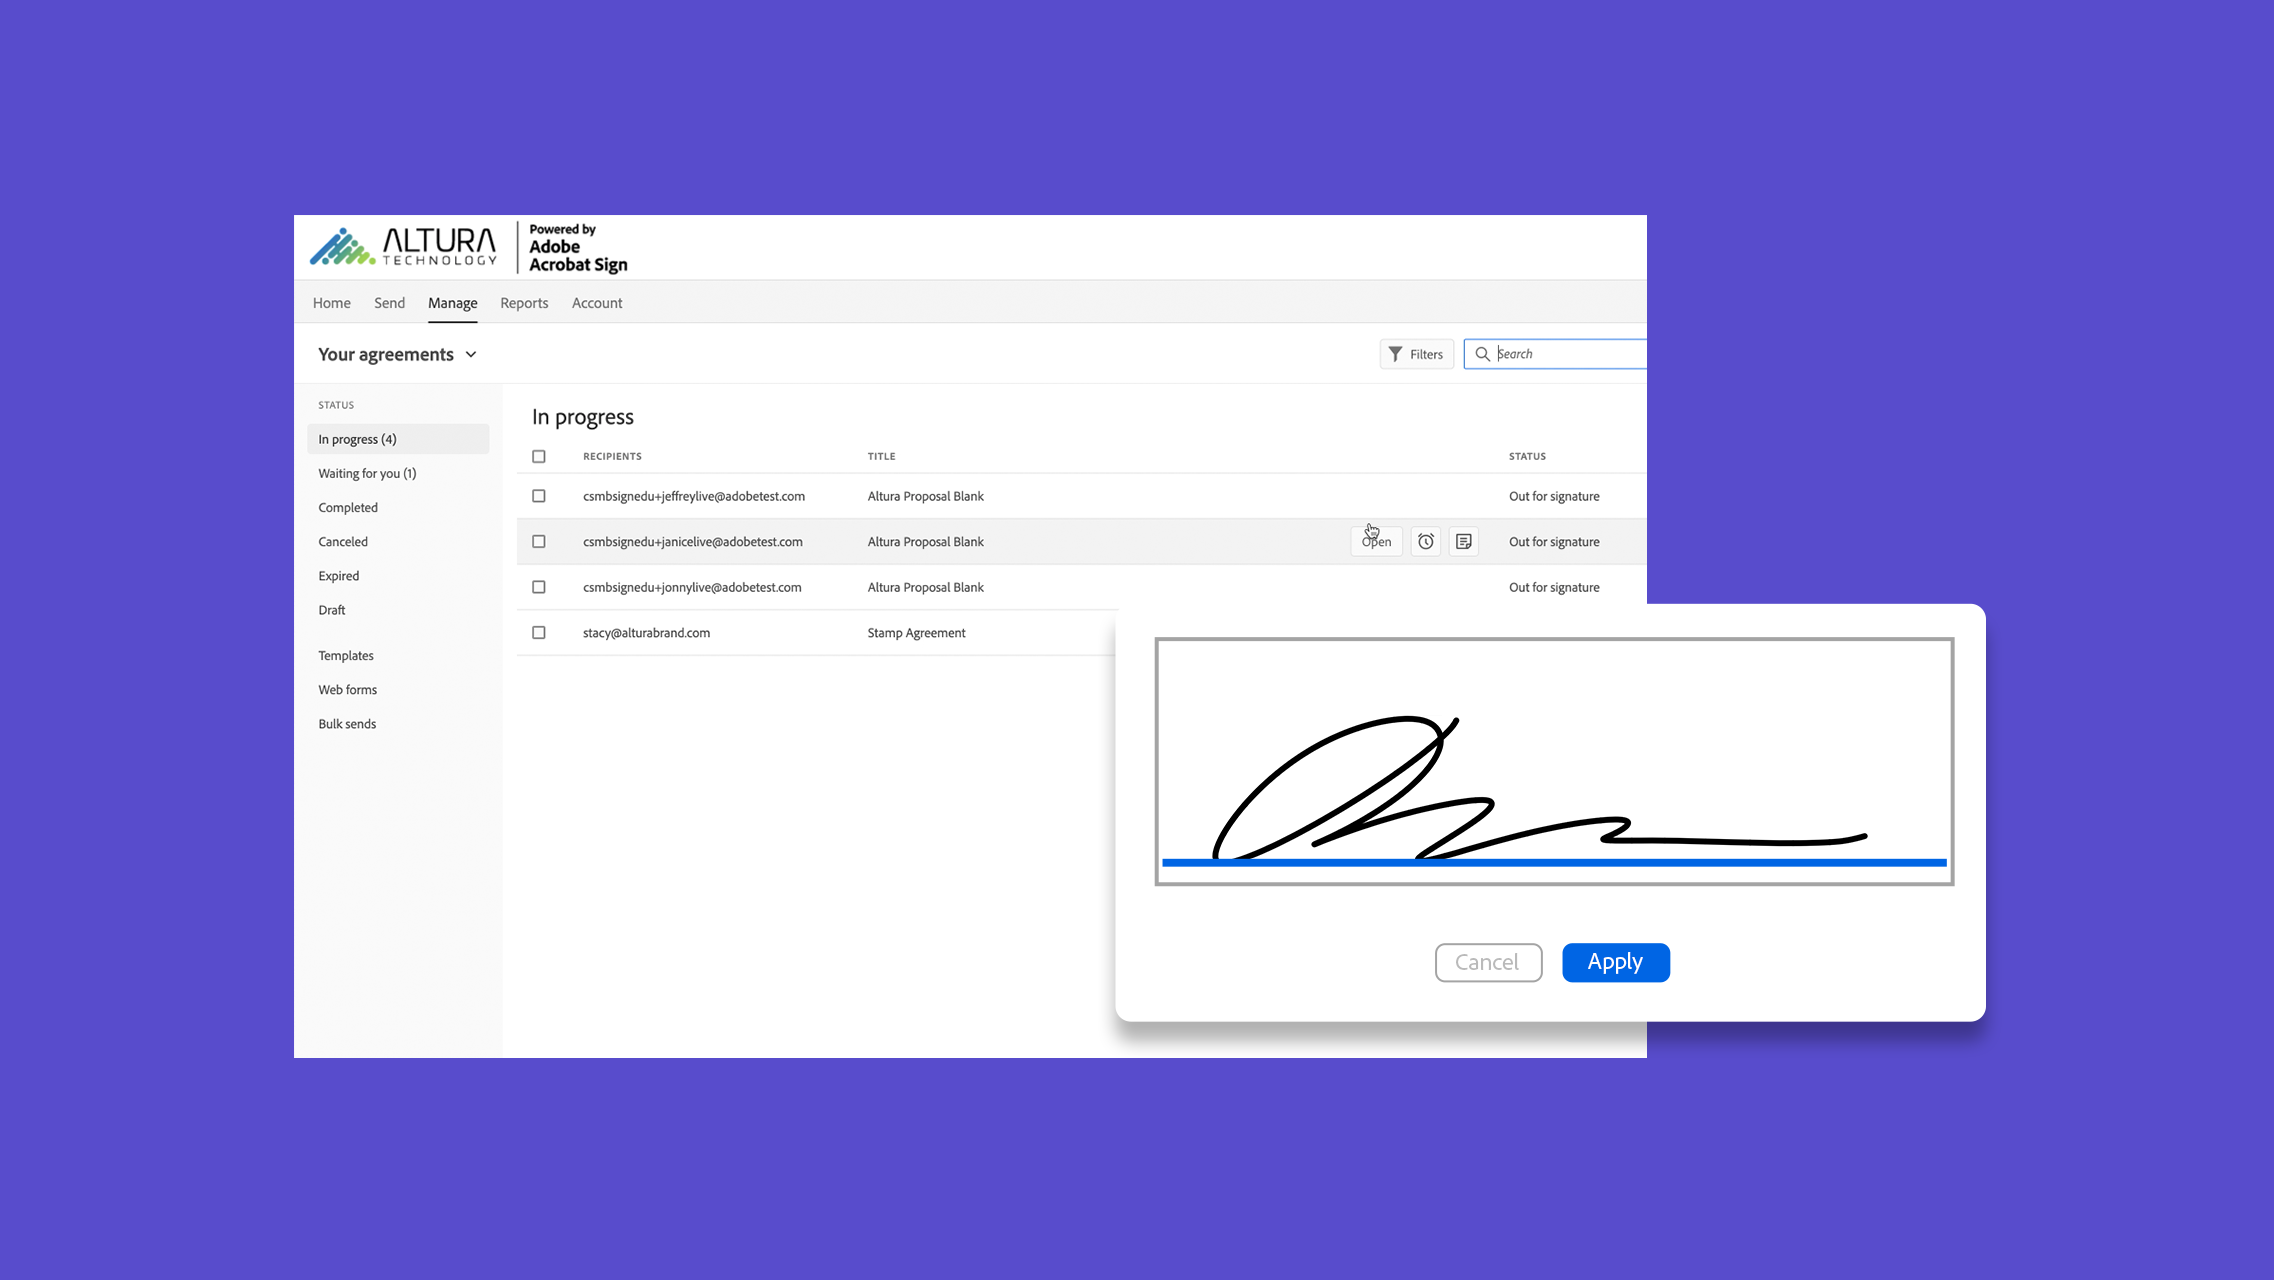 ALTURA
TECHNOLOGY
Powered by
Adobe
Acrobat Sign
Home Send Manage Reports Account
Your agreements
Filters
Search
STATUS
In progress (4)
Waiting for you (1)
Completed
Canceled
Expired
Draft
Templates
Web forms
Bulk sends
In progress
RECIPIENTS TITLE STATUS
csmbsignedu+jeffreylive@adobetest.com Altura Proposal Blank Out for signature
csmbsignedu+janicelive@adobetest.com Altura Proposal Blank Open Out for signature
csmbsignedu+jonnylive@adobetest.com Altura Proposal Blank Out for signature
stacy@alturabrand.com Stamp Agreement
Cancel Apply